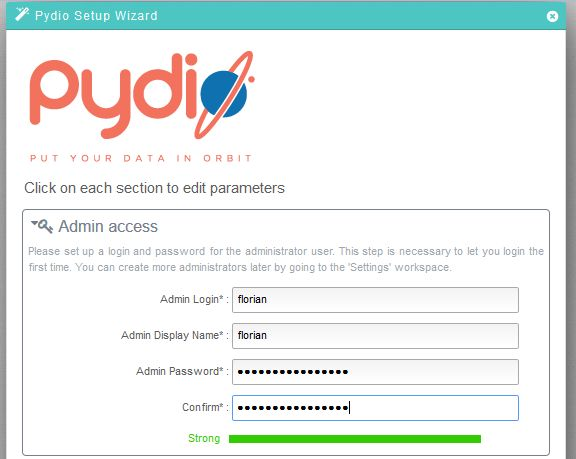 Pydio Setup Wizard
pydio
PUT YOUR DATA IN ORBIT
Click on each section to edit parameters
Admin access
Please set up a login and password for the administrator user. This step is necessary to let you login the
first time. You can create more administrators later by going to the 'Settings' workspace.
Admin Login* : florian
Admin Display Name* : florian
Admin Password* : ●●●●●●●●●●●●●●●●
Confirm* : ●●●●●●●●●●●●●●●●
Strong